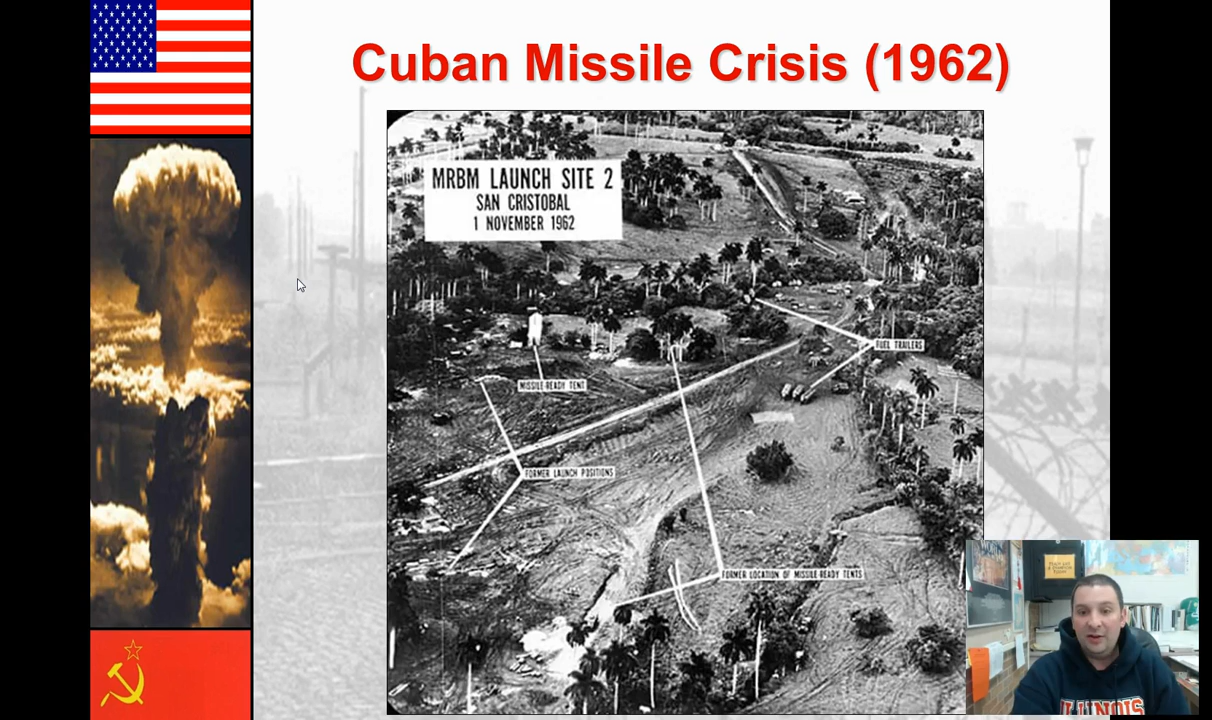 Cuban Missile Crisis (1962)
MRBM LAUNCH SITE 2
SAN CRISTOBAL
1 NOVEMBER 1962
FUEL TRAILERS
MISSILE-READY TENT
FORMER LAUNCH POSITIONS
FORMER LOCATION OF MISSILE-READY TENTS
ILLINOIS